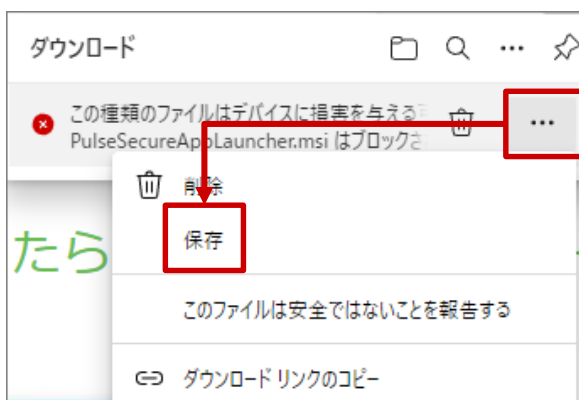 ダウンロード
この種類のファイルはデバイスに損害を与える
PulseSecureAppLauncher.msi はブロックさ
削除
保存
たら
このファイルは安全ではないことを報告する
ダウンロード リンクのコピー